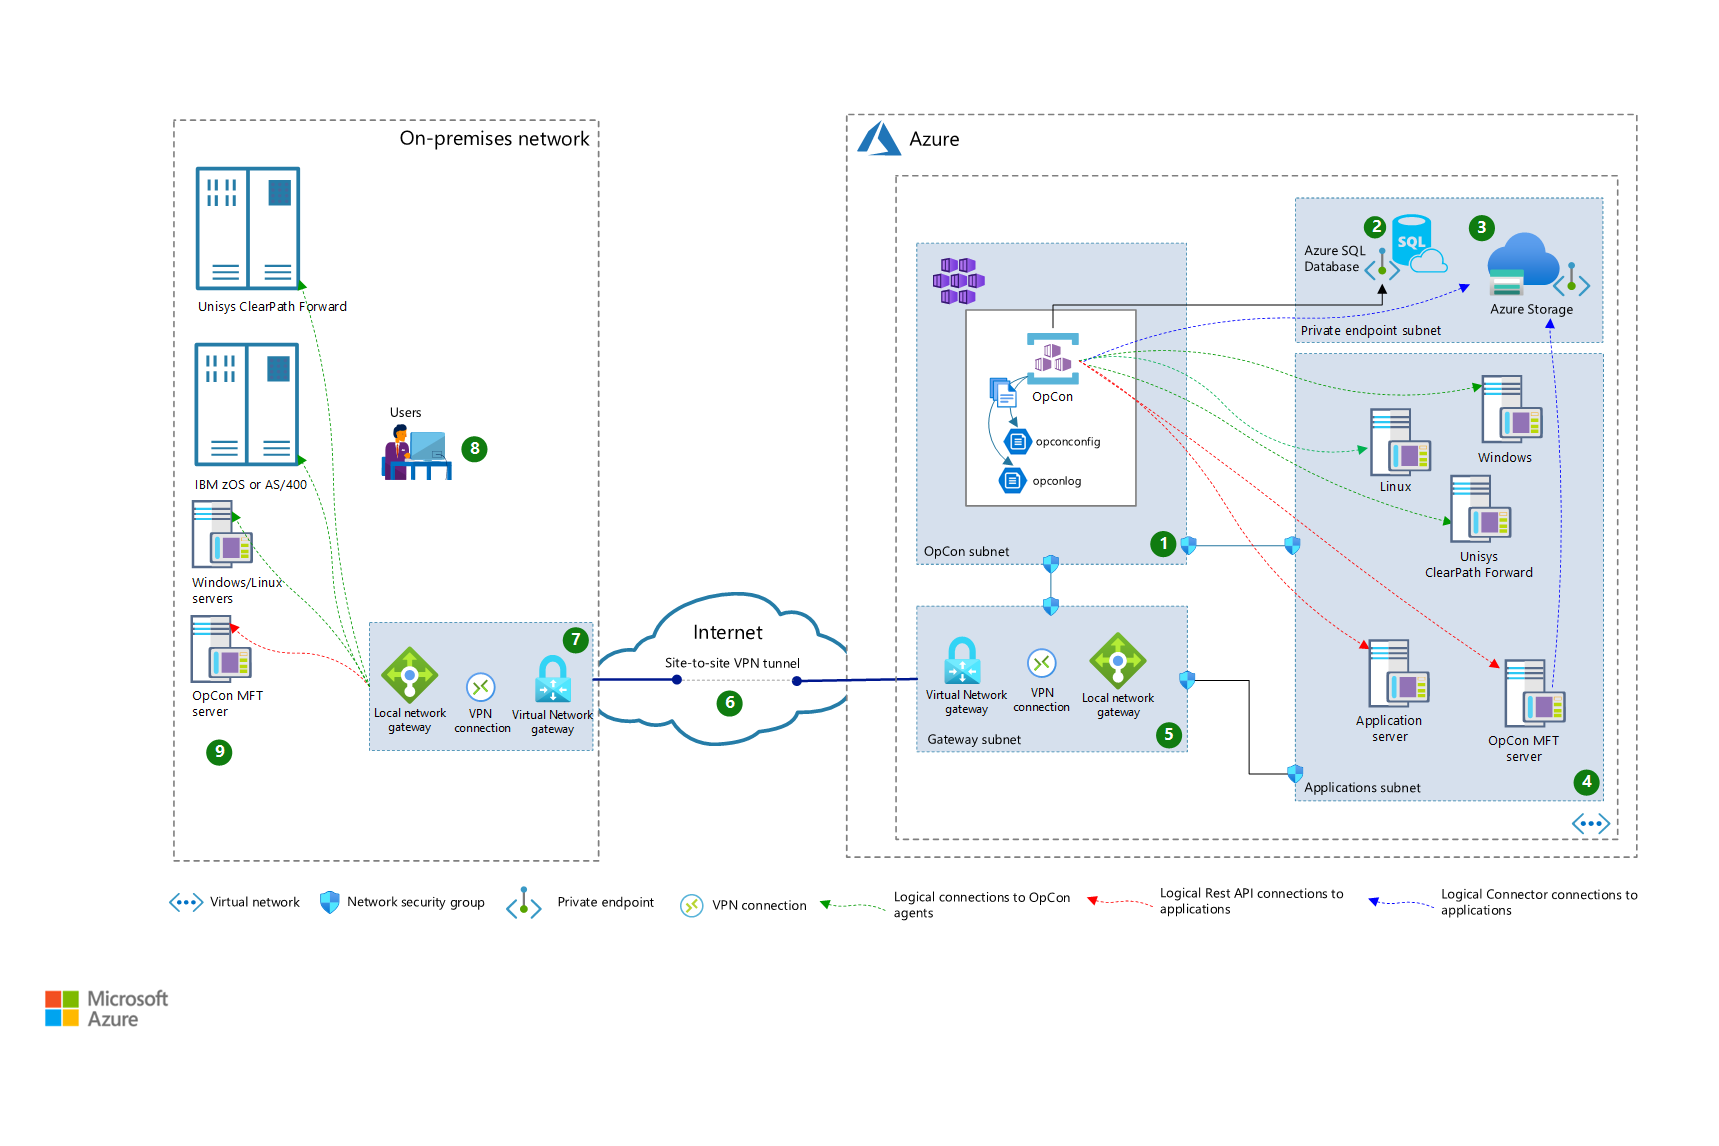 On-premises network
Unisys ClearPath Forward
IBM zOS or AS/400
Users
8
Windows/Linux
servers
OpCon MFT
server
9
7
Local network
gateway
VPN
connection
Virtual Network
gateway
Internet
Site-to-site VPN tunnel
6
Azure
OpCon
opconconfig
opconlog
OpCon subnet
1
2
SQL
Azure SQL
Database
3
Azure Storage
Private endpoint subnet
Windows
Linux
Unisys
ClearPath Forward
Application
server
OpCon MFT
server
4
Applications subnet
Virtual Network
gateway
VPN
connection
Local network
gateway
5
Gateway subnet
Virtual network
Network security group
Private endpoint
VPN connection
Logical connections to OpCon
agents
Logical Rest API connections to
applications
Logical Connector connections to
applications
Microsoft
Azure